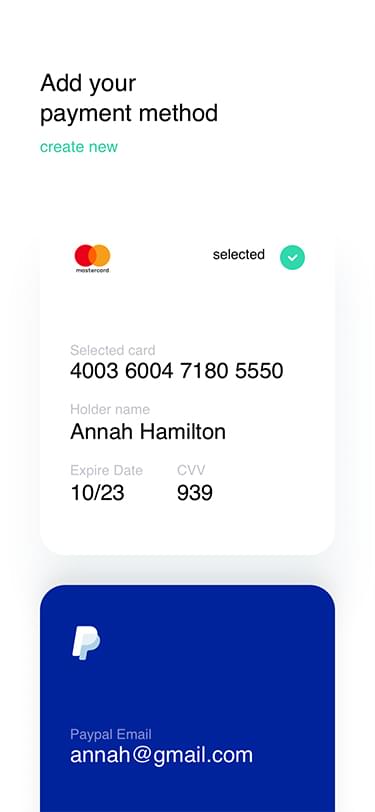 Add your
payment method
create new
mastercard
selected
Selected card
4003 6004 7180 5550
Holder name
Annah Hamilton
Expire Date CVV
10/23 939
Paypal Email
annah@gmail.com